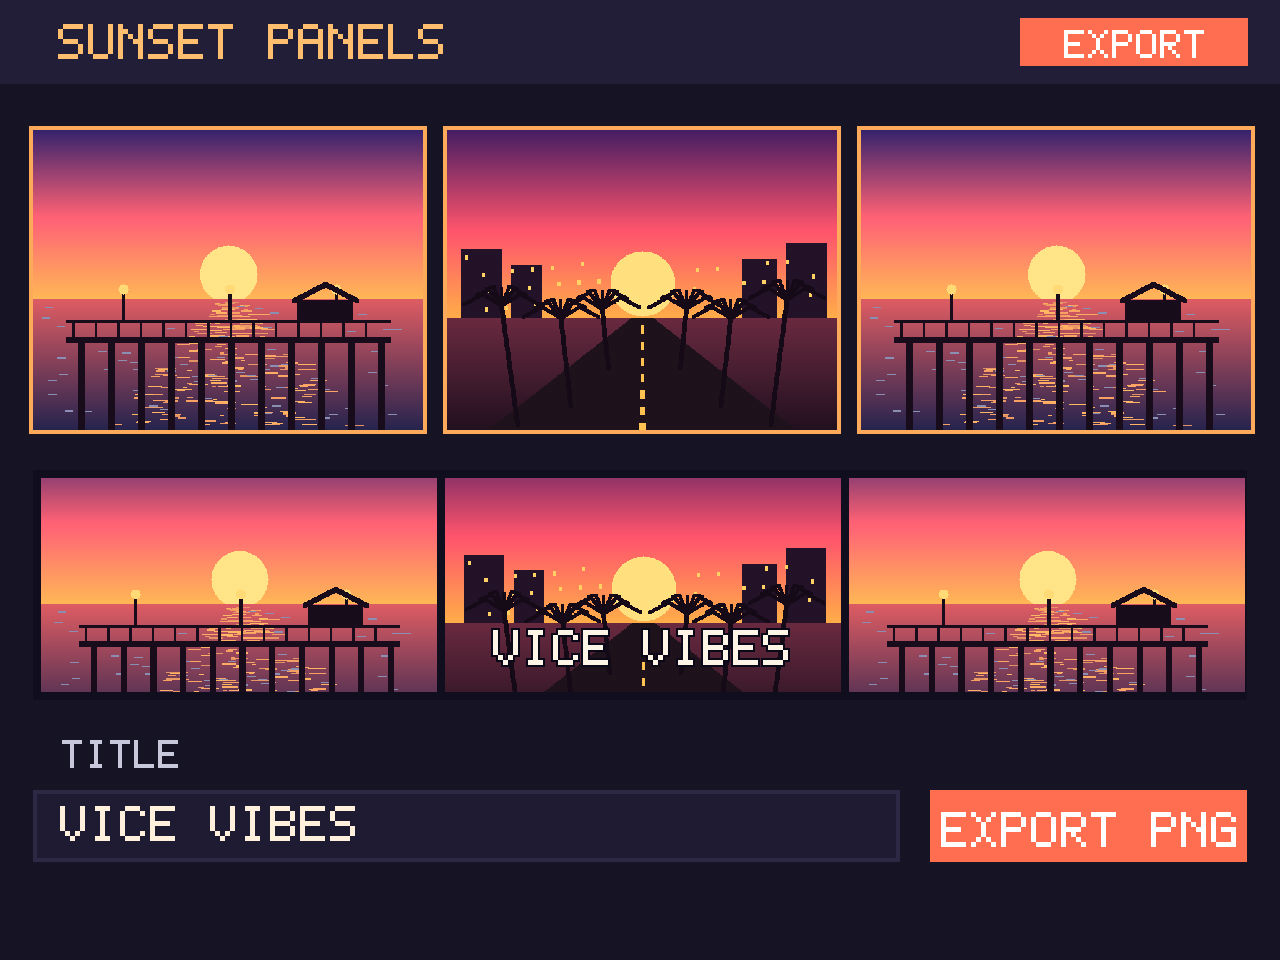 SUNSET PANELS
EXPORT
VICE VIBES
TITLE
VICE VIBES
EXPORT PNG